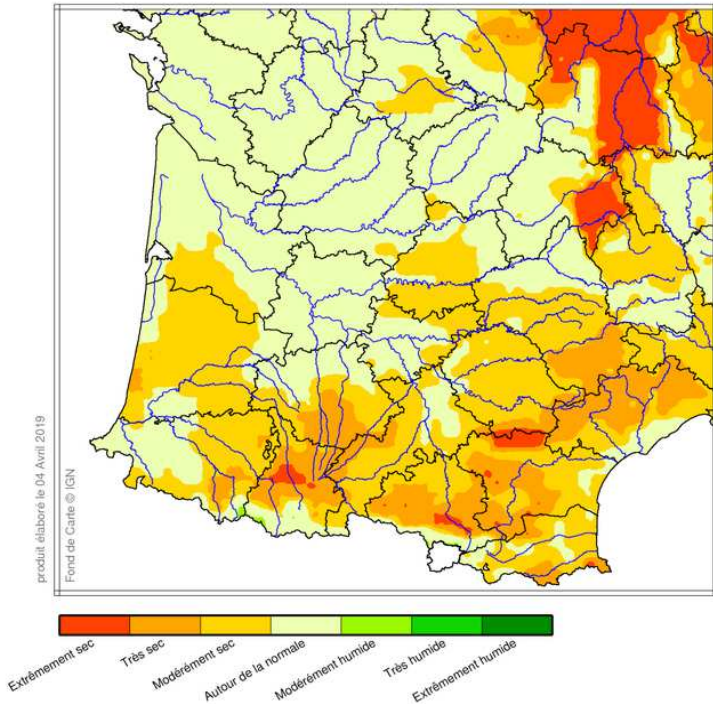 produit élaboré le 04 Avril 2019
Fond de Carte © IGN
Extrêmement sec
Très sec
Modérément sec
Autour de la normale
Modérément humide
Très humide
Extrêmement humide